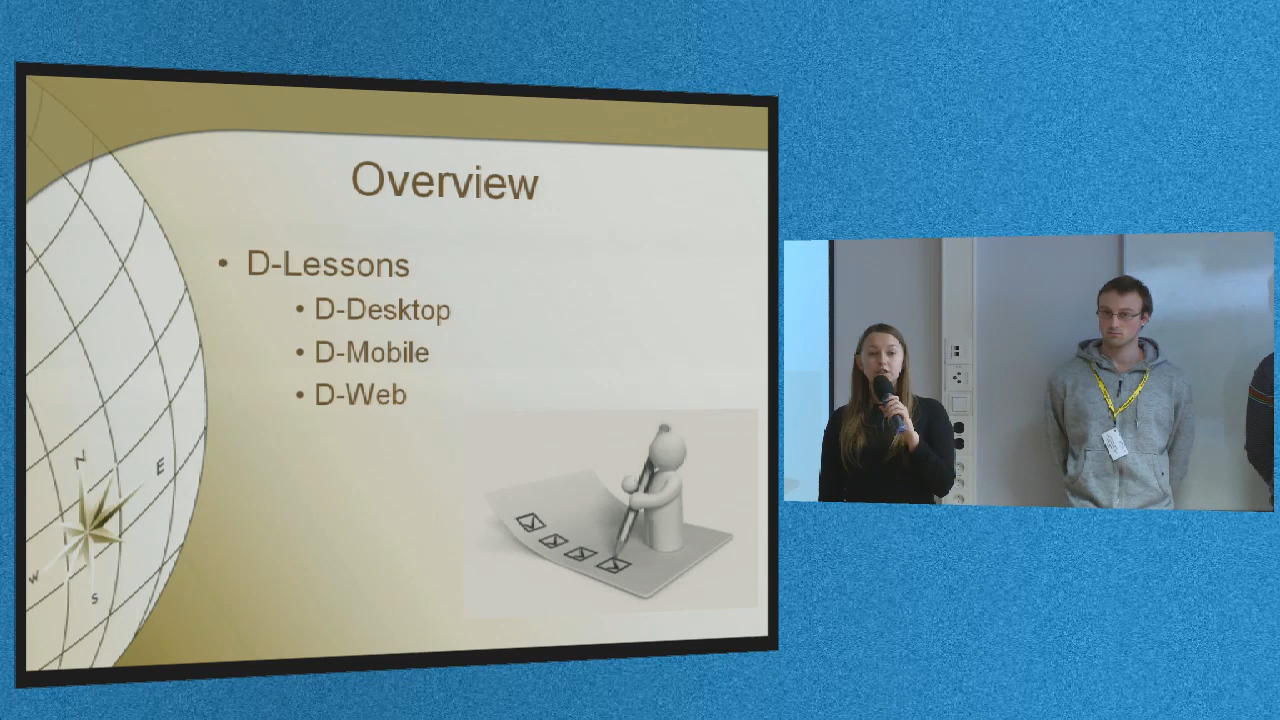 Overview
• D-Lessons
• D-Desktop
• D-Mobile
• D-Web
N
E
W
S